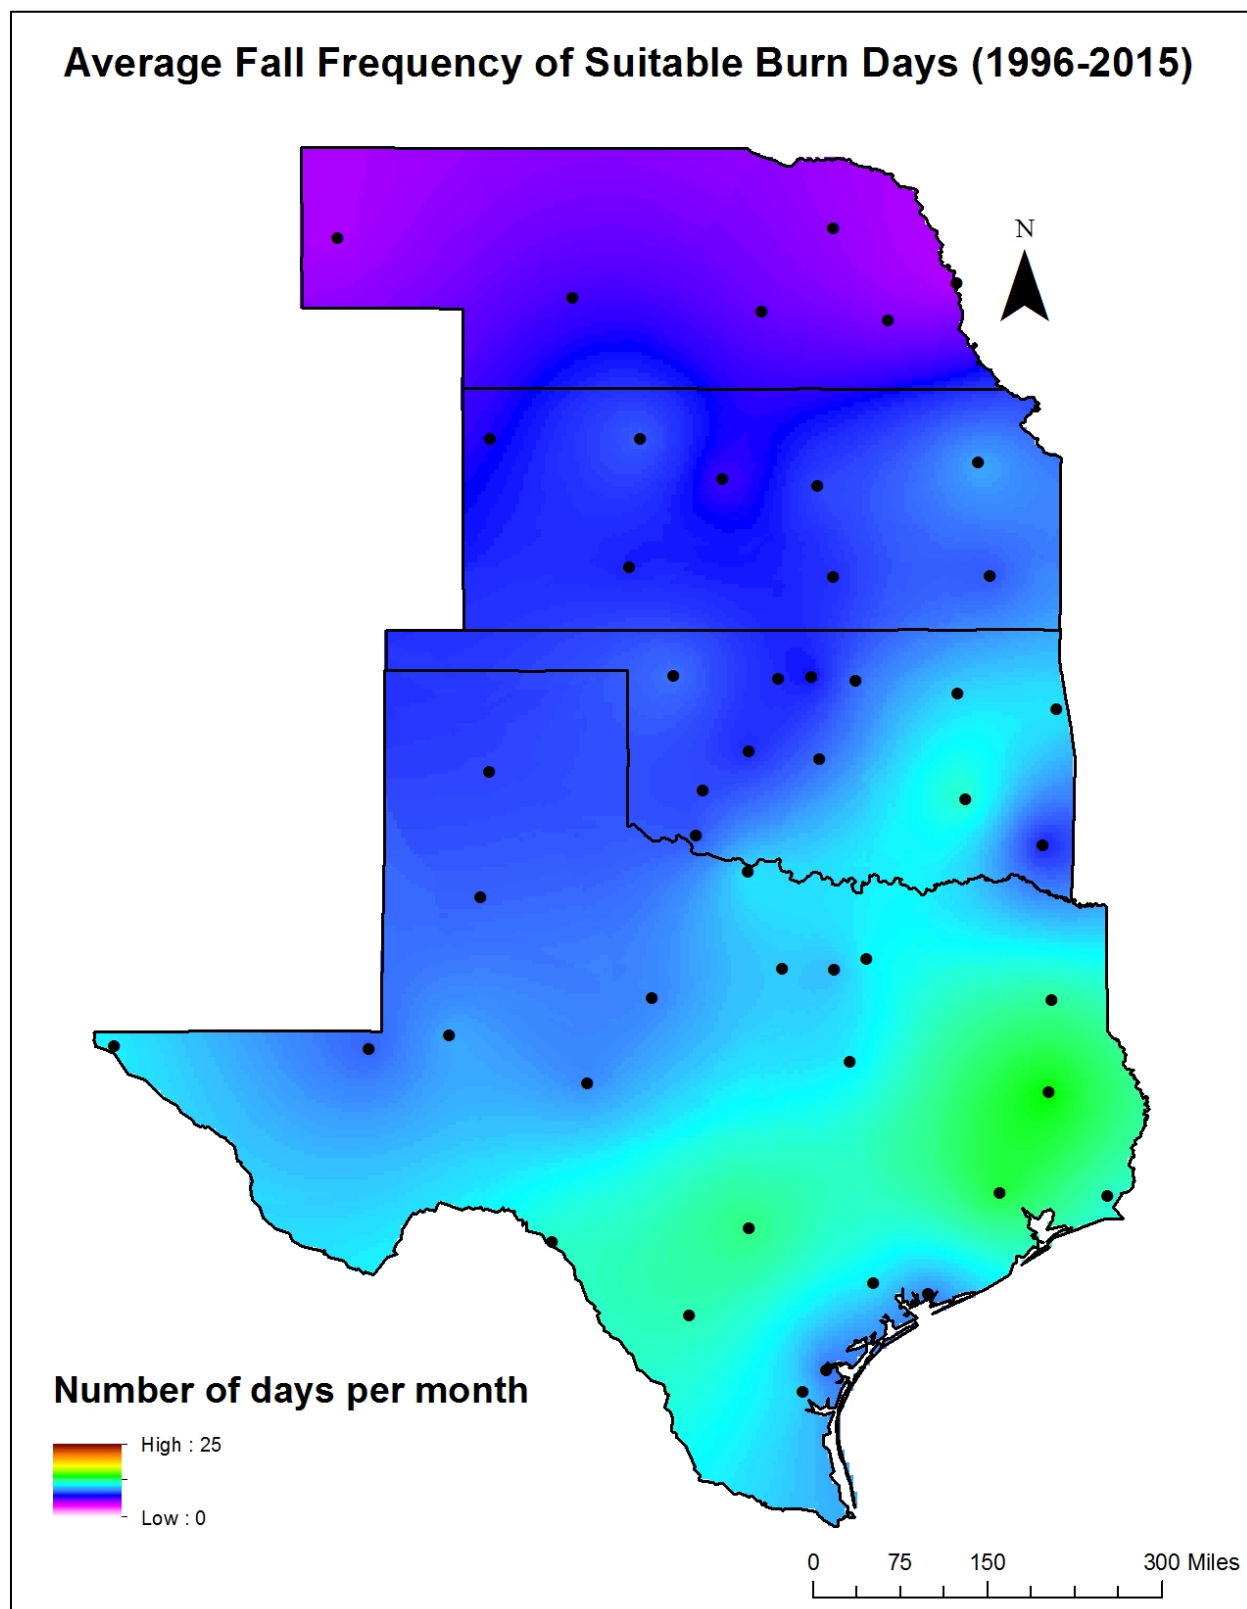 Average Fall Frequency of Suitable Burn Days (1996-2015)
N
Number of days per month
High : 25
Low : 0
0 75 150 300 Miles